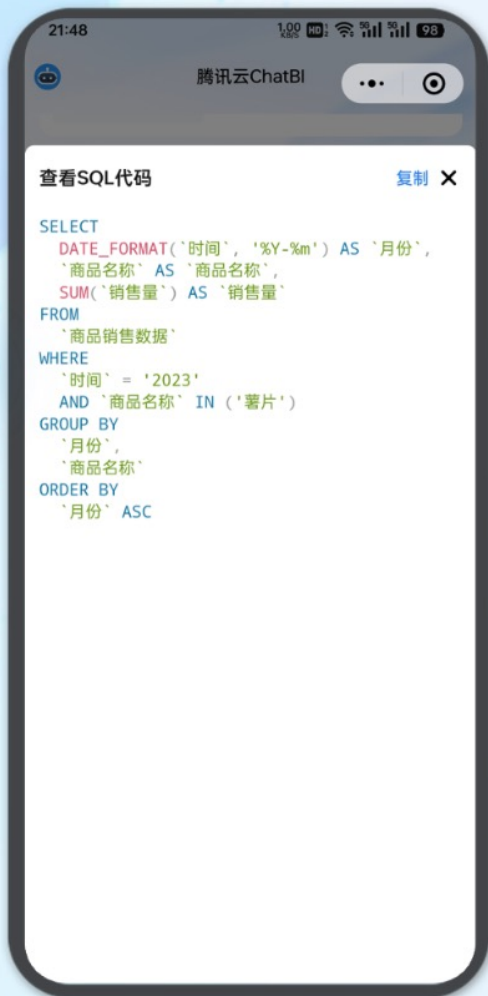 21:48
1.00 KB/S HD 5G 5G 98
腾讯云ChatBI
查看SQL代码 复制
SELECT
DATE_FORMAT(`时间`, '%Y-%m') AS `月份`,
`商品名称` AS `商品名称`,
SUM(`销售量`) AS `销售量`
FROM
`商品销售数据`
WHERE
`时间` = '2023'
AND `商品名称` IN ('薯片')
GROUP BY
`月份`,
`商品名称`
ORDER BY
`月份` ASC